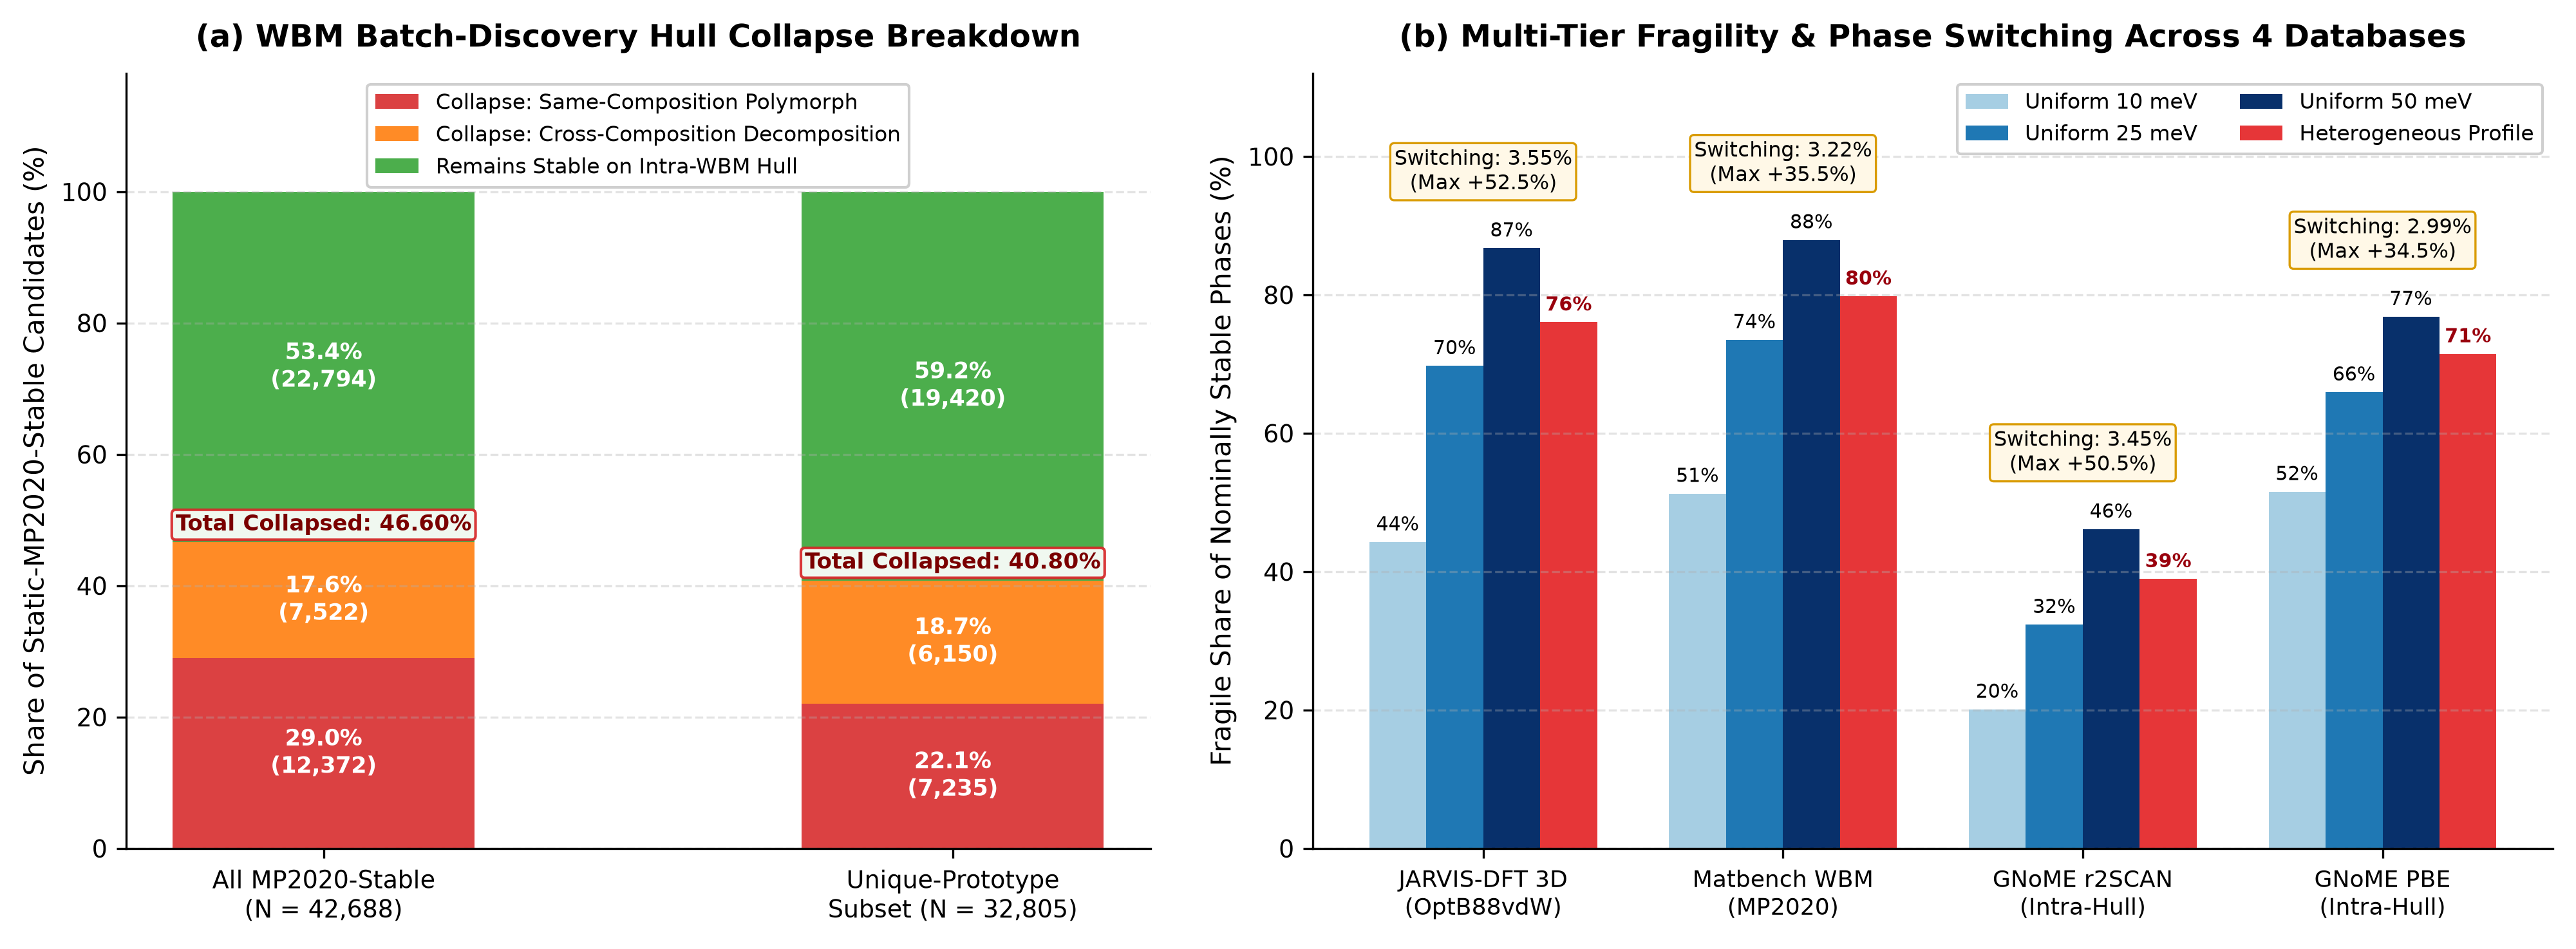 (a) WBM Batch-Discovery Hull Collapse Breakdown
Share of Static-MP2020-Stable Candidates (%)
Collapse: Same-Composition Polymorph
Collapse: Cross-Composition Decomposition
Remains Stable on Intra-WBM Hull
100
80
60
40
20
0
53.4%
(22,794)
Total Collapsed: 46.60%
17.6%
(7,522)
29.0%
(12,372)
59.2%
(19,420)
Total Collapsed: 40.80%
18.7%
(6,150)
22.1%
(7,235)
All MP2020-Stable
(N = 42,688)
Unique-Prototype
Subset (N = 32,805)
(b) Multi-Tier Fragility & Phase Switching Across 4 Databases
Fragile Share of Nominally Stable Phases (%)
Uniform 10 meV
Uniform 25 meV
Uniform 50 meV
Heterogeneous Profile
100
80
60
40
20
0
Switching: 3.55%
(Max +52.5%)
44%
70%
87%
76%
Switching: 3.22%
(Max +35.5%)
51%
74%
88%
80%
Switching: 3.45%
(Max +50.5%)
20%
32%
46%
39%
Switching: 2.99%
(Max +34.5%)
52%
66%
77%
71%
JARVIS-DFT 3D
(OptB88vdW)
Matbench WBM
(MP2020)
GNoME r2SCAN
(Intra-Hull)
GNoME PBE
(Intra-Hull)